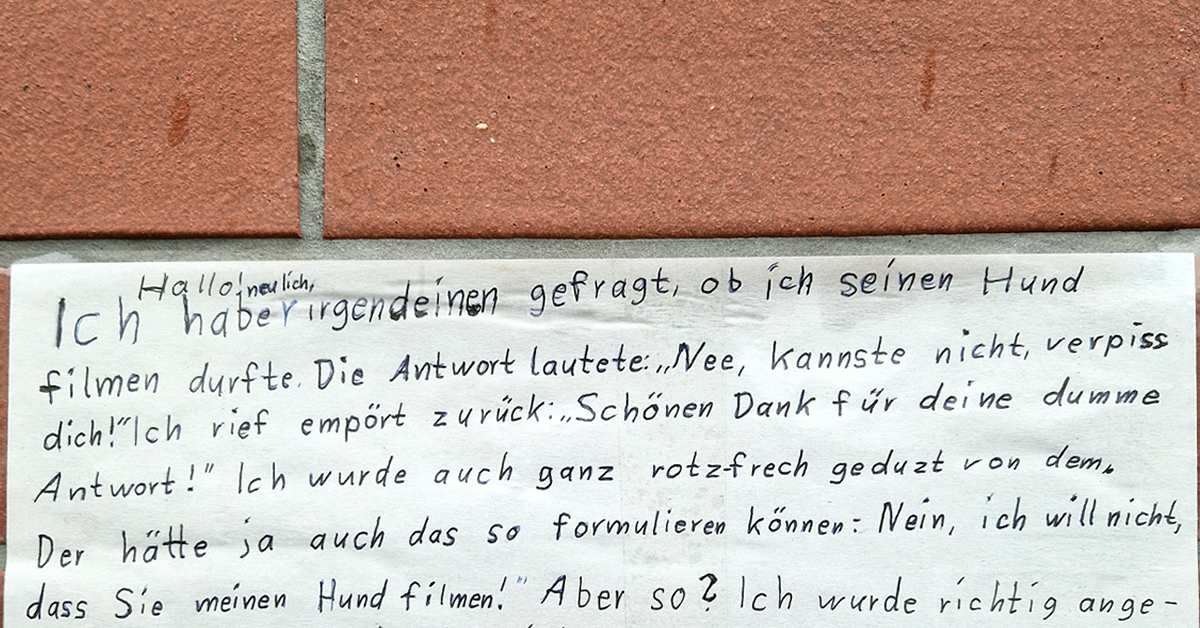 Hallo! neulich,
Ich haber irgendeinen gefragt, ob ich seinen Hund
filmen durfte. Die Antwort lautete: „Nee, kannste nicht, verpiss
dich!" Ich rief empört zurück: „Schönen Dank für deine dumme
Antwort!" Ich wurde auch ganz rotz-frech geduzt von dem.
Der hätte ja auch das so formulieren können: Nein, ich will nicht,
dass Sie meinen Hund filmen!" Aber so? Ich wurde richtig ange-